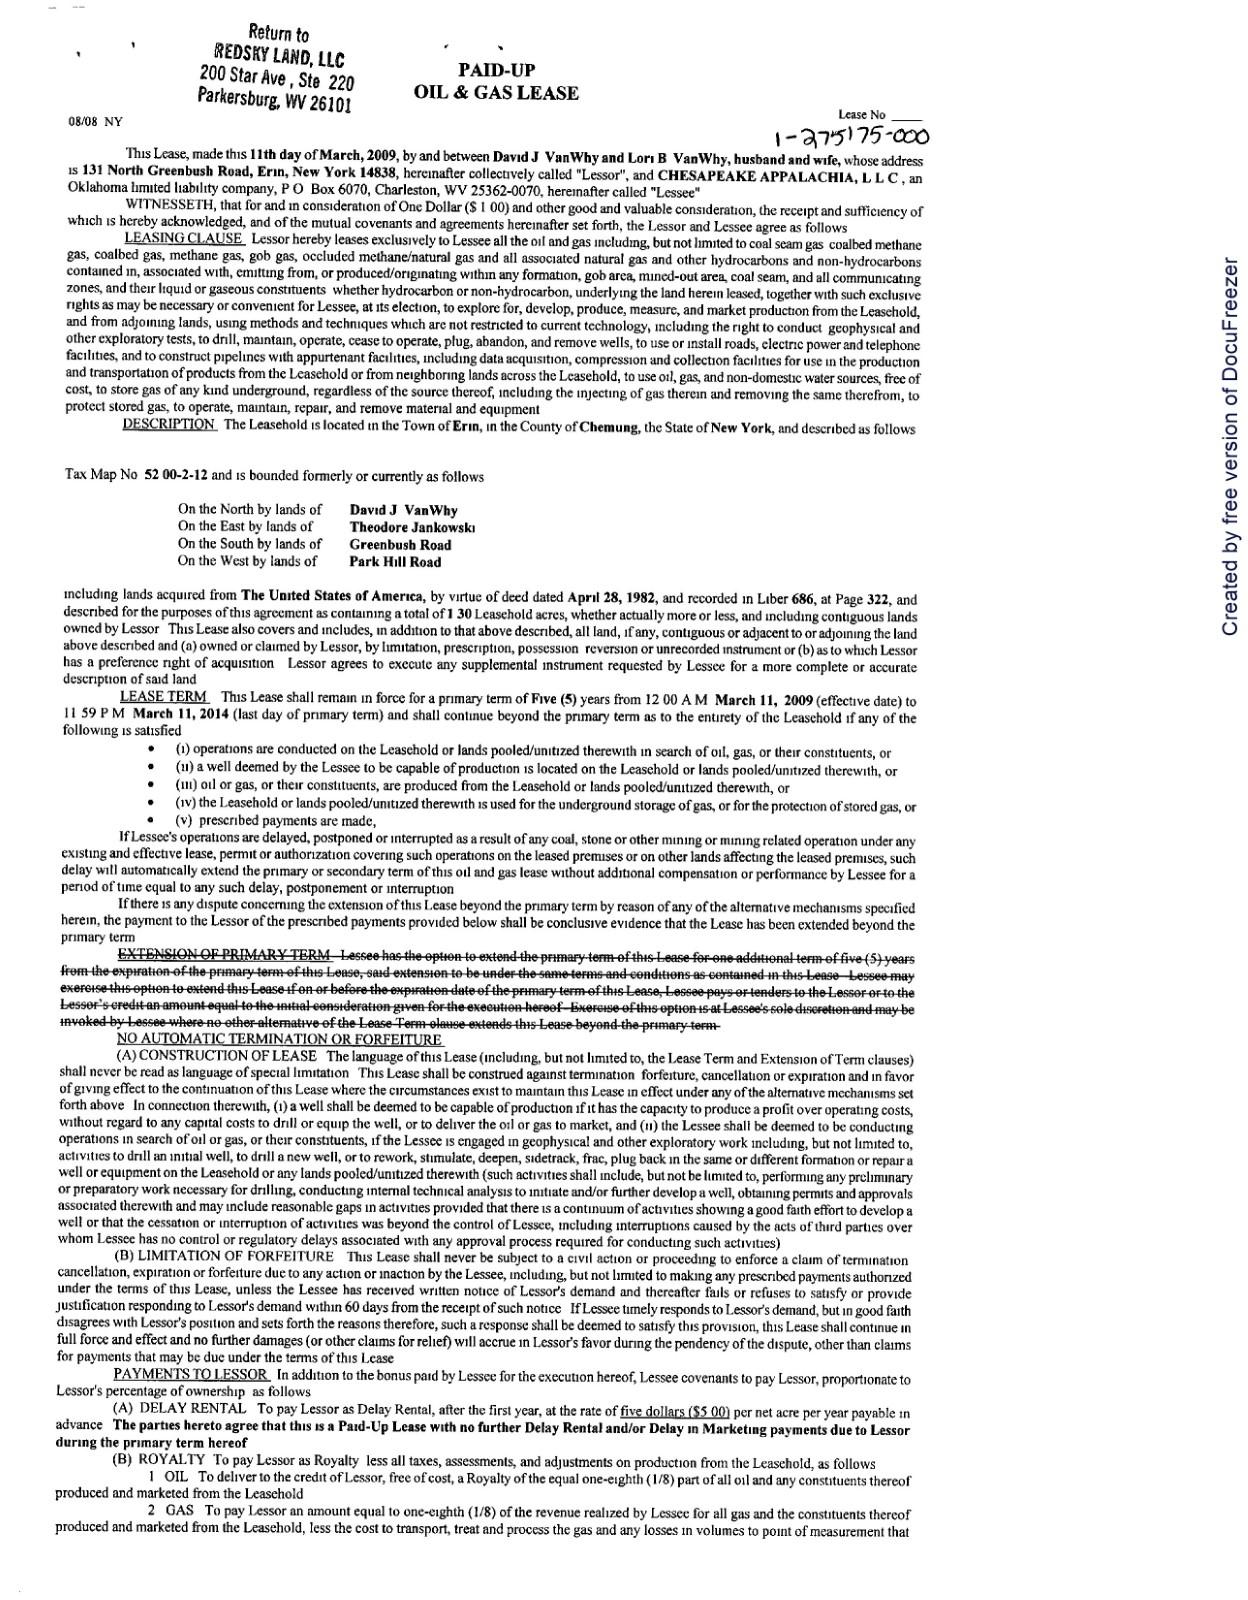 Return to
REDSKY LAND, LLC
200 Star Ave, Ste 220
Parkersburg, WV 26101
PAID-UP
OIL & GAS LEASE
08/08 NY
Lease No ____
1-275175-000
This Lease, made this 11th day of March, 2009, by and between David J VanWhy and Lori B VanWhy, husband and wife, whose address
is 131 North Greenbush Road, Erin, New York 14838, hereinafter collectively called "Lessor", and CHESAPEAKE APPALACHIA, L L C , an
Oklahoma limited liability company, P O Box 6070, Charleston, WV 25362-0070, hereinafter called "Lessee"
WITNESSETH, that for and in consideration of One Dollar ($ 1 00) and other good and valuable consideration, the receipt and sufficiency of
which is hereby acknowledged, and of the mutual covenants and agreements hereinafter set forth, the Lessor and Lessee agree as follows
LEASING CLAUSE Lessor hereby leases exclusively to Lessee all the oil and gas including, but not limited to coal seam gas coalbed methane
gas, coalbed gas, methane gas, gob gas, occluded methane/natural gas and all associated natural gas and other hydrocarbons and non-hydrocarbons
contained in, associated with, emitting from, or produced/originating within any formation, gob area, mined-out area, coal seam, and all communicating
zones, and their liquid or gaseous constituents whether hydrocarbon or non-hydrocarbon, underlying the land herein leased, together with such exclusive
rights as may be necessary or convenient for Lessee, at its election, to explore for, develop, produce, measure, and market production from the Leasehold,
and from adjoining lands, using methods and techniques which are not restricted to current technology, including the right to conduct geophysical and
other exploratory tests, to drill, maintain, operate, cease to operate, plug, abandon, and remove wells, to use or install roads, electric power and telephone
facilities, and to construct pipelines with appurtenant facilities, including data acquisition, compression and collection facilities for use in the production
and transportation of products from the Leasehold or from neighboring lands across the Leasehold, to use oil, gas, and non-domestic water sources, free of
cost, to store gas of any kind underground, regardless of the source thereof, including the injecting of gas therein and removing the same therefrom, to
protect stored gas, to operate, maintain, repair, and remove material and equipment
DESCRIPTION The Leasehold is located in the Town of Erin, in the County of Chemung, the State of New York, and described as follows
Tax Map No 52 00-2-12 and is bounded formerly or currently as follows
On the North by lands of David J VanWhy
On the East by lands of Theodore Jankowski
On the South by lands of Greenbush Road
On the West by lands of Park Hill Road
including lands acquired from The United States of America, by virtue of deed dated April 28, 1982, and recorded in Liber 686, at Page 322, and
described for the purposes of this agreement as containing a total of 1 30 Leasehold acres, whether actually more or less, and including contiguous lands
owned by Lessor This Lease also covers and includes, in addition to that above described, all land, if any, contiguous or adjacent to or adjoining the land
above described and (a) owned or claimed by Lessor, by limitation, prescription, possession reversion or unrecorded instrument or (b) as to which Lessor
has a preference right of acquisition Lessor agrees to execute any supplemental instrument requested by Lessee for a more complete or accurate
description of said land
LEASE TERM This Lease shall remain in force for a primary term of Five (5) years from 12 00 A M March 11, 2009 (effective date) to
11 59 P M March 11, 2014 (last day of primary term) and shall continue beyond the primary term as to the entirety of the Leasehold if any of the
following is satisfied
• (i) operations are conducted on the Leasehold or lands pooled/unitized therewith in search of oil, gas, or their constituents, or
• (ii) a well deemed by the Lessee to be capable of production is located on the Leasehold or lands pooled/unitized therewith, or
• (iii) oil or gas, or their constituents, are produced from the Leasehold or lands pooled/unitized therewith, or
• (iv) the Leasehold or lands pooled/unitized therewith is used for the underground storage of gas, or for the protection of stored gas, or
• (v) prescribed payments are made,
If Lessee's operations are delayed, postponed or interrupted as a result of any coal, stone or other mining or mining related operation under any
existing and effective lease, permit or authorization covering such operations on the leased premises or on other lands affecting the leased premises, such
delay will automatically extend the primary or secondary term of this oil and gas lease without additional compensation or performance by Lessee for a
period of time equal to any such delay, postponement or interruption
If there is any dispute concerning the extension of this Lease beyond the primary term by reason of any of the alternative mechanisms specified
herein, the payment to the Lessor of the prescribed payments provided below shall be conclusive evidence that the Lease has been extended beyond the
primary term
EXTENSION OF PRIMARY TERM Lessee has the option to extend the primary term of this Lease for one additional term of five (5) years
from the expiration of the primary term of this Lease, said extension to be under the same terms and conditions as contained in this Lease Lessee may
exercise this option to extend this Lease if on or before the expiration date of the primary term of this Lease, Lessee pays or tenders to the Lessor or to the
Lessor's credit an amount equal to the initial consideration given for the execution hereof Exercise of this option is at Lessee's sole discretion and may be
invoked by Lessee where no other alternative of the Lease Term clause extends this Lease beyond the primary term
NO AUTOMATIC TERMINATION OR FORFEITURE
(A) CONSTRUCTION OF LEASE The language of this Lease (including, but not limited to, the Lease Term and Extension of Term clauses)
shall never be read as language of special limitation This Lease shall be construed against termination forfeiture, cancellation or expiration and in favor
of giving effect to the continuation of this Lease where the circumstances exist to maintain this Lease in effect under any of the alternative mechanisms set
forth above In connection therewith, (i) a well shall be deemed to be capable of production if it has the capacity to produce a profit over operating costs,
without regard to any capital costs to drill or equip the well, or to deliver the oil or gas to market, and (ii) the Lessee shall be deemed to be conducting
operations in search of oil or gas, or their constituents, if the Lessee is engaged in geophysical and other exploratory work including, but not limited to,
activities to drill an initial well, to drill a new well, or to rework, stimulate, deepen, sidetrack, frac, plug back in the same or different formation or repair a
well or equipment on the Leasehold or any lands pooled/unitized therewith (such activities shall include, but not be limited to, performing any preliminary
or preparatory work necessary for drilling, conducting internal technical analysis to initiate and/or further develop a well, obtaining permits and approvals
associated therewith and may include reasonable gaps in activities provided that there is a continuum of activities showing a good faith effort to develop a
well or that the cessation or interruption of activities was beyond the control of Lessee, including interruptions caused by the acts of third parties over
whom Lessee has no control or regulatory delays associated with any approval process required for conducting such activities)
(B) LIMITATION OF FORFEITURE This Lease shall never be subject to a civil action or proceeding to enforce a claim of termination
cancellation, expiration or forfeiture due to any action or inaction by the Lessee, including, but not limited to making any prescribed payments authorized
under the terms of this Lease, unless the Lessee has received written notice of Lessor's demand and thereafter fails or refuses to satisfy or provide
justification responding to Lessor's demand within 60 days from the receipt of such notice If Lessee timely responds to Lessor's demand, but in good faith
disagrees with Lessor's position and sets forth the reasons therefore, such a response shall be deemed to satisfy this provision, this Lease shall continue in
full force and effect and no further damages (or other claims for relief) will accrue in Lessor's favor during the pendency of the dispute, other than claims
for payments that may be due under the terms of this Lease
PAYMENTS TO LESSOR In addition to the bonus paid by Lessee for the execution hereof, Lessee covenants to pay Lessor, proportionate to
Lessor's percentage of ownership as follows
(A) DELAY RENTAL To pay Lessor as Delay Rental, after the first year, at the rate of five dollars ($5 00) per net acre per year payable in
advance The parties hereto agree that this is a Paid-Up Lease with no further Delay Rental and/or Delay in Marketing payments due to Lessor
during the primary term hereof
(B) ROYALTY To pay Lessor as Royalty less all taxes, assessments, and adjustments on production from the Leasehold, as follows
1 OIL To deliver to the credit of Lessor, free of cost, a Royalty of the equal one-eighth (1/8) part of all oil and any constituents thereof
produced and marketed from the Leasehold
2 GAS To pay Lessor an amount equal to one-eighth (1/8) of the revenue realized by Lessee for all gas and the constituents thereof
produced and marketed from the Leasehold, less the cost to transport, treat and process the gas and any losses in volumes to point of measurement that
Created by free version of DocuFreezer